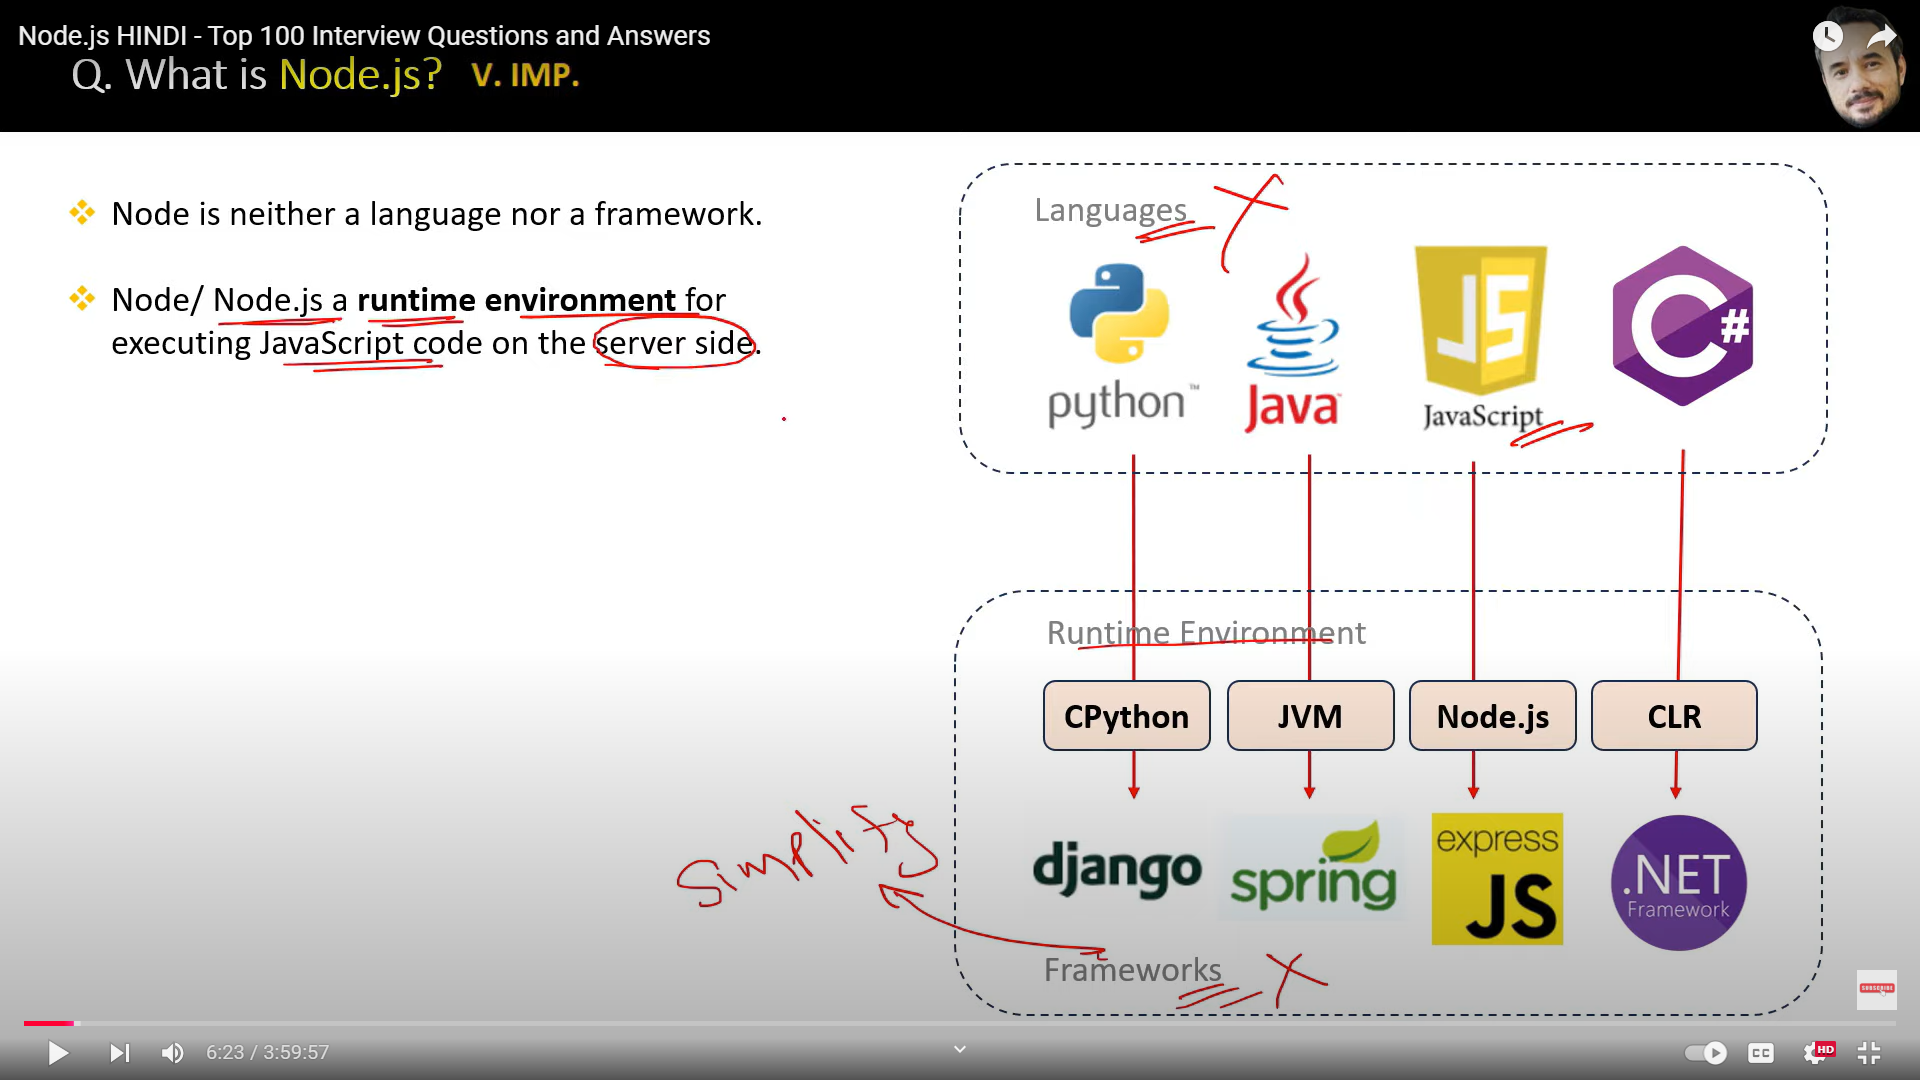 Node.js HINDI - Top 100 Interview Questions and Answers
Q. What is Node.js? V. IMP.
Node is neither a language nor a framework.
Node/ Node.js a runtime environment for
executing JavaScript code on the server side.
Languages
python™
Java
JS
JavaScript
C#
Runtime Environment
CPython
JVM
Node.js
CLR
Simplify
django
spring
express
JS
.NET
Framework
Frameworks
SUBSCRIBE
6:23 / 3:59:57
CC
HD